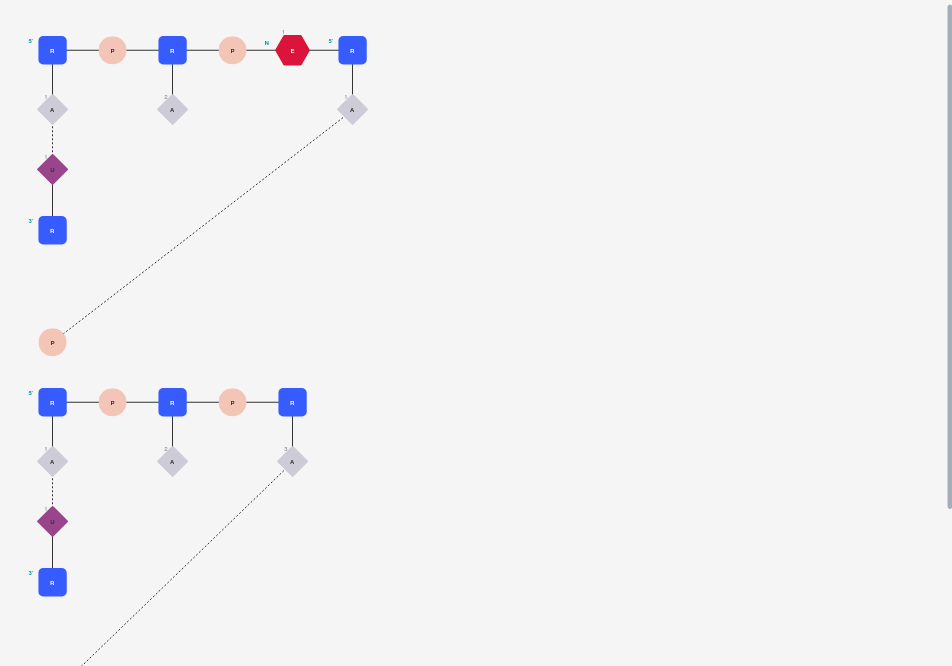 5'
R P R P N 1 E 5' R
1 A 2 A 1 A
U
3' R
P
5' R P R P R
1 A 2 A 3 A
U
3' R